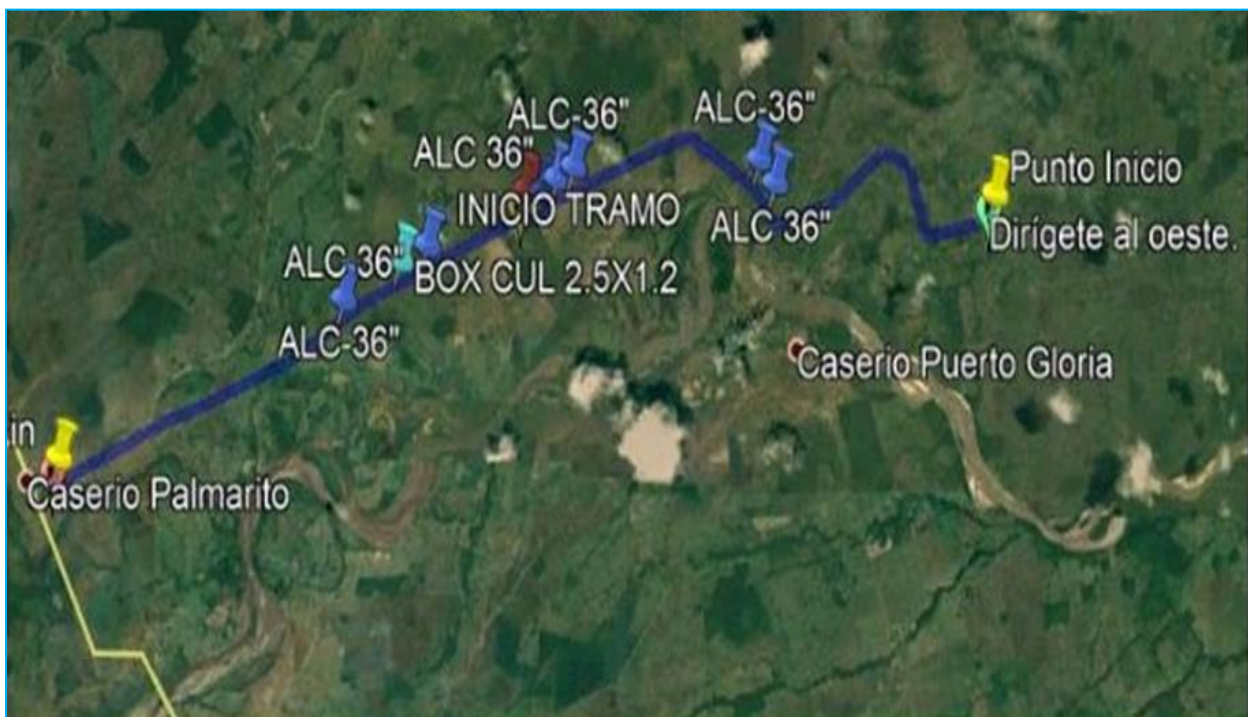 ALC-36"
ALC-36"
ALC 36"
Punto Inicio
INICIO TRAMO
ALC 36"
Dirígete al oeste.
ALC 36"
BOX CUL 2.5X1.2
ALC-36"
Caserio Puerto Gloria
in
Caserio Palmarito